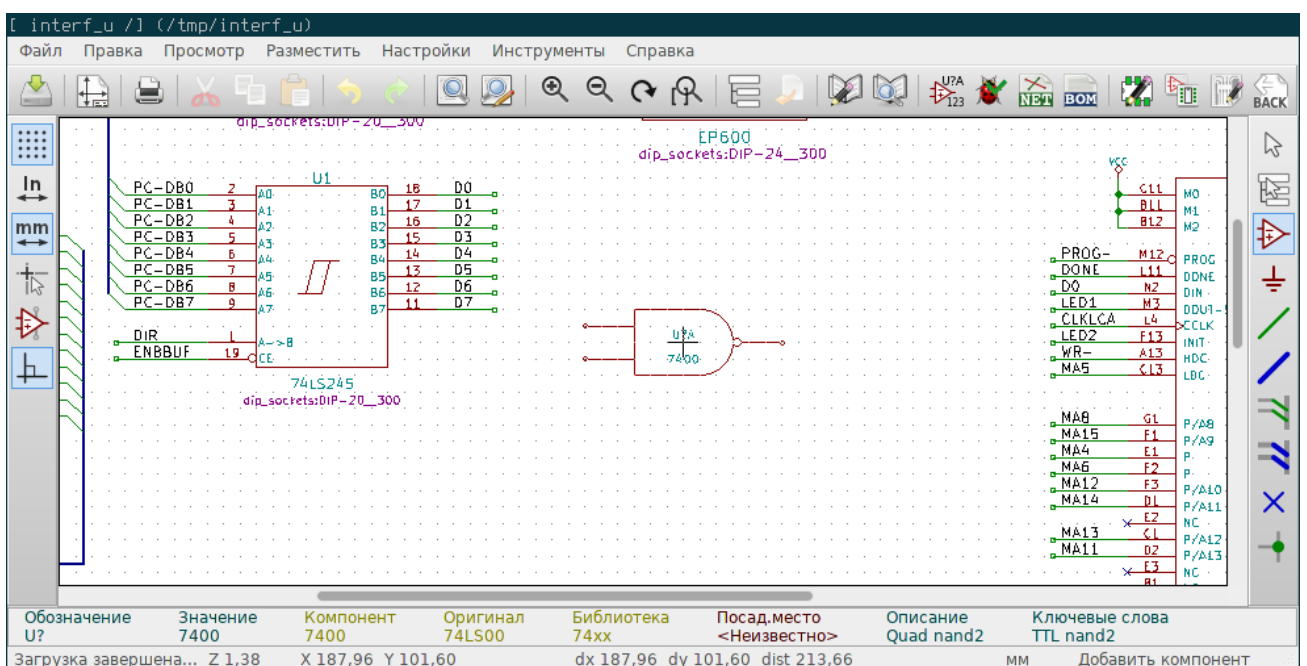 [ interf_u /] (/tmp/interf_u)
Файл Правка Просмотр Разместить Настройки Инструменты Справка
U?A
123
NET
BOM
BACK
In
mm
dip_sockets:DIP-20__300
EP600
dip_sockets:DIP-24__300
U1
PC-DB0 2 A0 B0 18 D0
PC-DB1 3 A1 B1 17 D1
PC-DB2 4 A2 B2 16 D2
PC-DB3 5 A3 B3 15 D3
PC-DB4 6 A4 B4 14 D4
PC-DB5 7 A5 B5 13 D5
PC-DB6 8 A6 B6 12 D6
PC-DB7 9 A7 B7 11 D7
DIR 1 A->B
ENBBUF 19 CE
74LS245
dip_sockets:DIP-20__300
U?A
7400
VCC
G11 M0
B11 M1
B12 M2
PROG- M12 PROG
DONE L11 DONE
D0 N2 DIN
LED1 M3 DOUT-
CLKLCA L4 CCLK
LED2 F13 INIT
WR- A13 HDC
MA5 G13 LDC
MA8 G1 P/A8
MA15 F1 P/A9
MA4 E1 P
MA6 F2 P
MA12 F3 P/A10
MA14 D1 P/A11
E2 NC
MA13 C1 P/A12
MA11 D2 P/A13
E3 NC
B1
Обозначение Значение Компонент Оригинал Библиотека Посад.место Описание Ключевые слова
U? 7400 7400 74LS00 74xx <Неизвестно> Quad nand2 TTL nand2
Загрузка завершена... Z 1,38 X 187,96 Y 101,60 dx 187,96 dy 101,60 dist 213,66 мм Добавить компонент